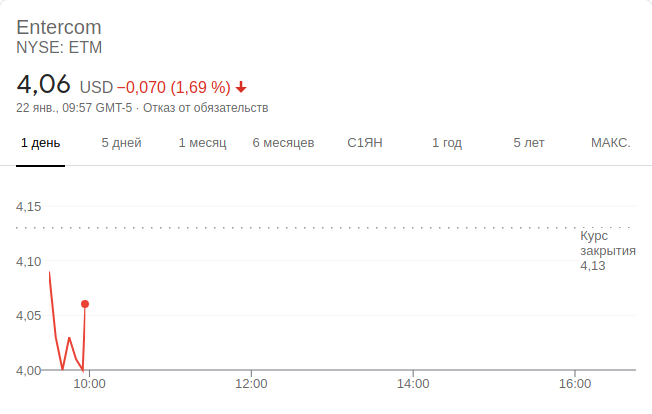 Entercom
NYSE: ETM
4,06 USD −0,070 (1,69 %)
22 янв., 09:57 GMT-5 · Отказ от обязательств
1 день 5 дней 1 месяц 6 месяцев С1ЯН 1 год 5 лет МАКС.
4,15
Курс
закрытия
4,13
4,10
4,05
4,00
10:00 12:00 14:00 16:00